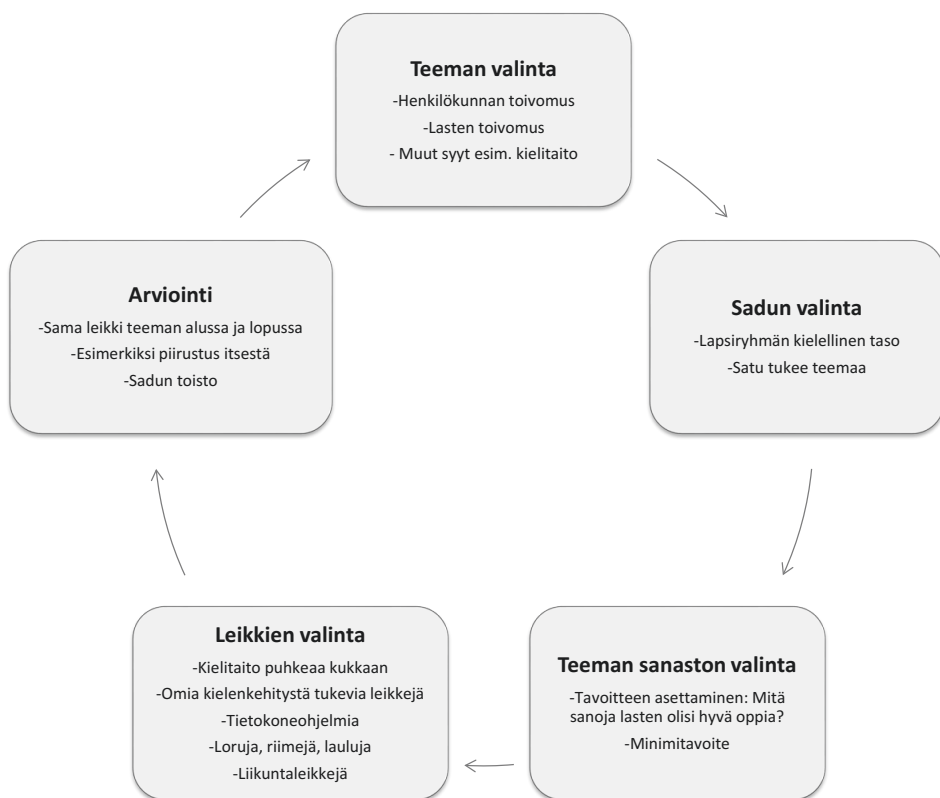 Teeman valinta
-Henkilökunnan toivomus
-Lasten toivomus
- Muut syyt esim. kielitaito
Sadun valinta
-Lapsiryhmän kielellinen taso
-Satu tukee teemaa
Teeman sanaston valinta
-Tavoitteen asettaminen: Mitä
sanoja lasten olisi hyvä oppia?
-Minimitavoite
Leikkien valinta
-Kielitaito puhkeaa kukkaan
-Omia kielenkehitystä tukevia leikkejä
-Tietokoneohjelmia
-Loruja, riimejä, lauluja
-Liikuntaleikkejä
Arviointi
-Sama leikki teeman alussa ja lopussa
-Esimerkiksi piirustus itsestä
-Sadun toisto